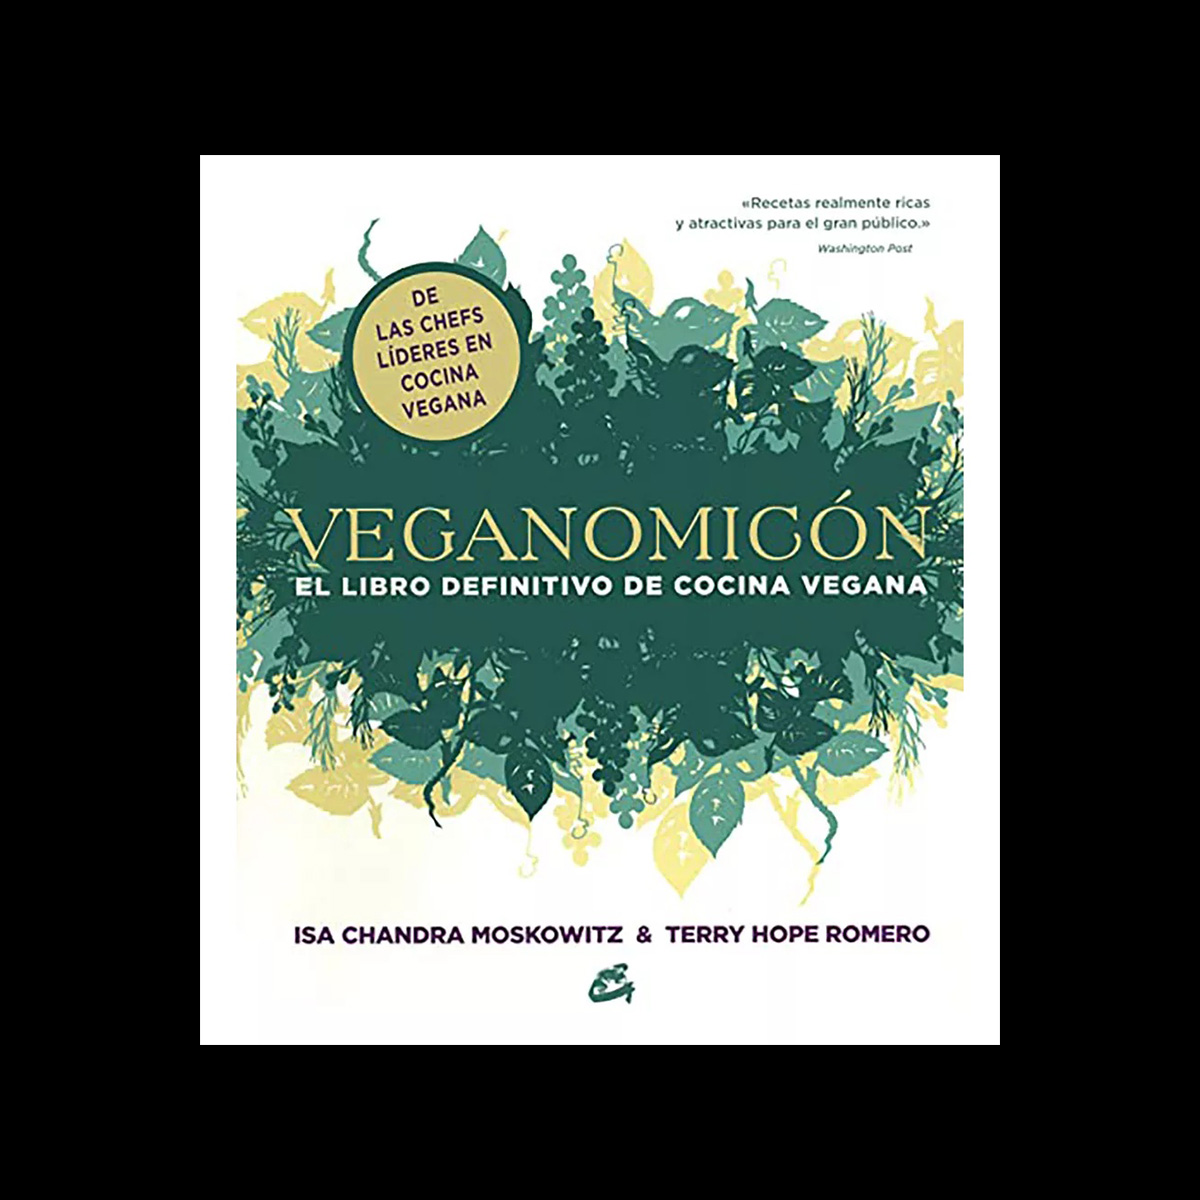 «Recetas realmente ricas
y atractivas para el gran público.»
Washington Post
DE
LAS CHEFS
LÍDERES EN
COCINA
VEGANA
VEGANOMICÓN
EL LIBRO DEFINITIVO DE COCINA VEGANA
ISA CHANDRA MOSKOWITZ & TERRY HOPE ROMERO